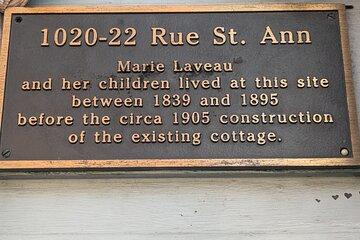 1020-22 Rue St. Ann
Marie Laveau
and her children lived at this site
between 1839 and 1895
before the circa 1905 construction
of the existing cottage.